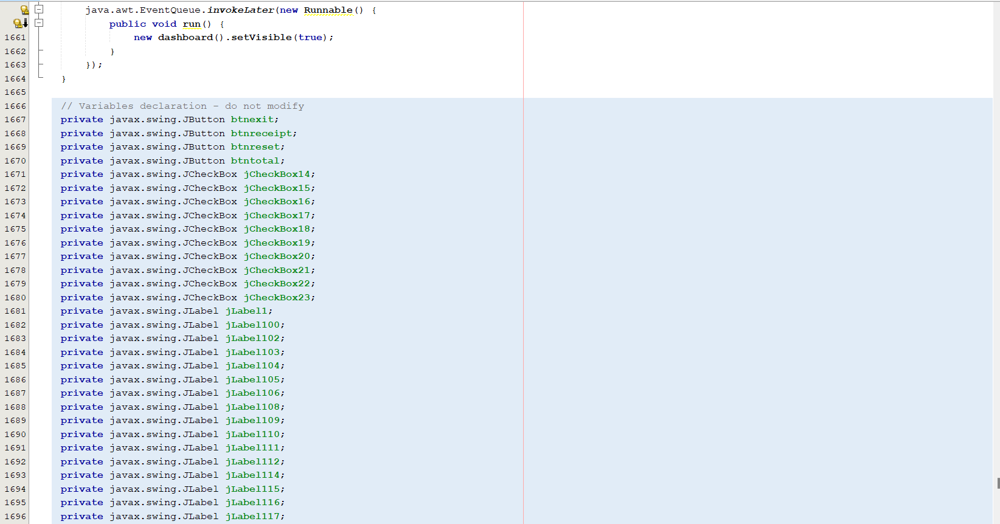 java.awt.EventQueue.invokeLater(new Runnable() {
public void run() {
1661 new dashboard().setVisible(true);
1662 }
1663 });
1664 }
1665
1666 // Variables declaration - do not modify
1667 private javax.swing.JButton btnexit;
1668 private javax.swing.JButton btnreceipt;
1669 private javax.swing.JButton btnreset;
1670 private javax.swing.JButton btntotal;
1671 private javax.swing.JCheckBox jCheckBox14;
1672 private javax.swing.JCheckBox jCheckBox15;
1673 private javax.swing.JCheckBox jCheckBox16;
1674 private javax.swing.JCheckBox jCheckBox17;
1675 private javax.swing.JCheckBox jCheckBox18;
1676 private javax.swing.JCheckBox jCheckBox19;
1677 private javax.swing.JCheckBox jCheckBox20;
1678 private javax.swing.JCheckBox jCheckBox21;
1679 private javax.swing.JCheckBox jCheckBox22;
1680 private javax.swing.JCheckBox jCheckBox23;
1681 private javax.swing.JLabel jLabel1;
1682 private javax.swing.JLabel jLabel100;
1683 private javax.swing.JLabel jLabel102;
1684 private javax.swing.JLabel jLabel103;
1685 private javax.swing.JLabel jLabel104;
1686 private javax.swing.JLabel jLabel105;
1687 private javax.swing.JLabel jLabel106;
1688 private javax.swing.JLabel jLabel108;
1689 private javax.swing.JLabel jLabel109;
1690 private javax.swing.JLabel jLabel110;
1691 private javax.swing.JLabel jLabel111;
1692 private javax.swing.JLabel jLabel112;
1693 private javax.swing.JLabel jLabel114;
1694 private javax.swing.JLabel jLabel115;
1695 private javax.swing.JLabel jLabel116;
1696 private javax.swing.JLabel jLabel117;